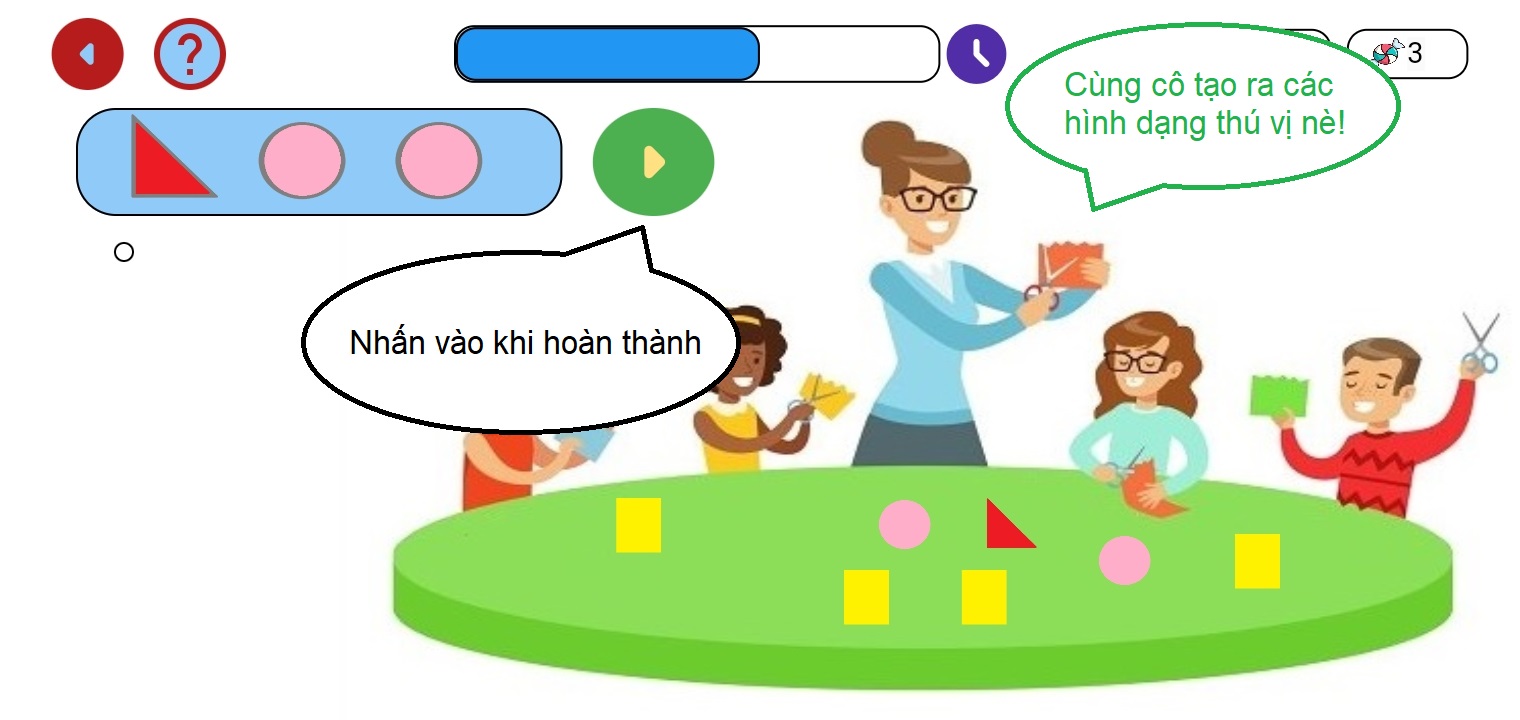 ?
3
Cùng cô tạo ra các
hình dạng thú vị nè!
Nhấn vào khi hoàn thành